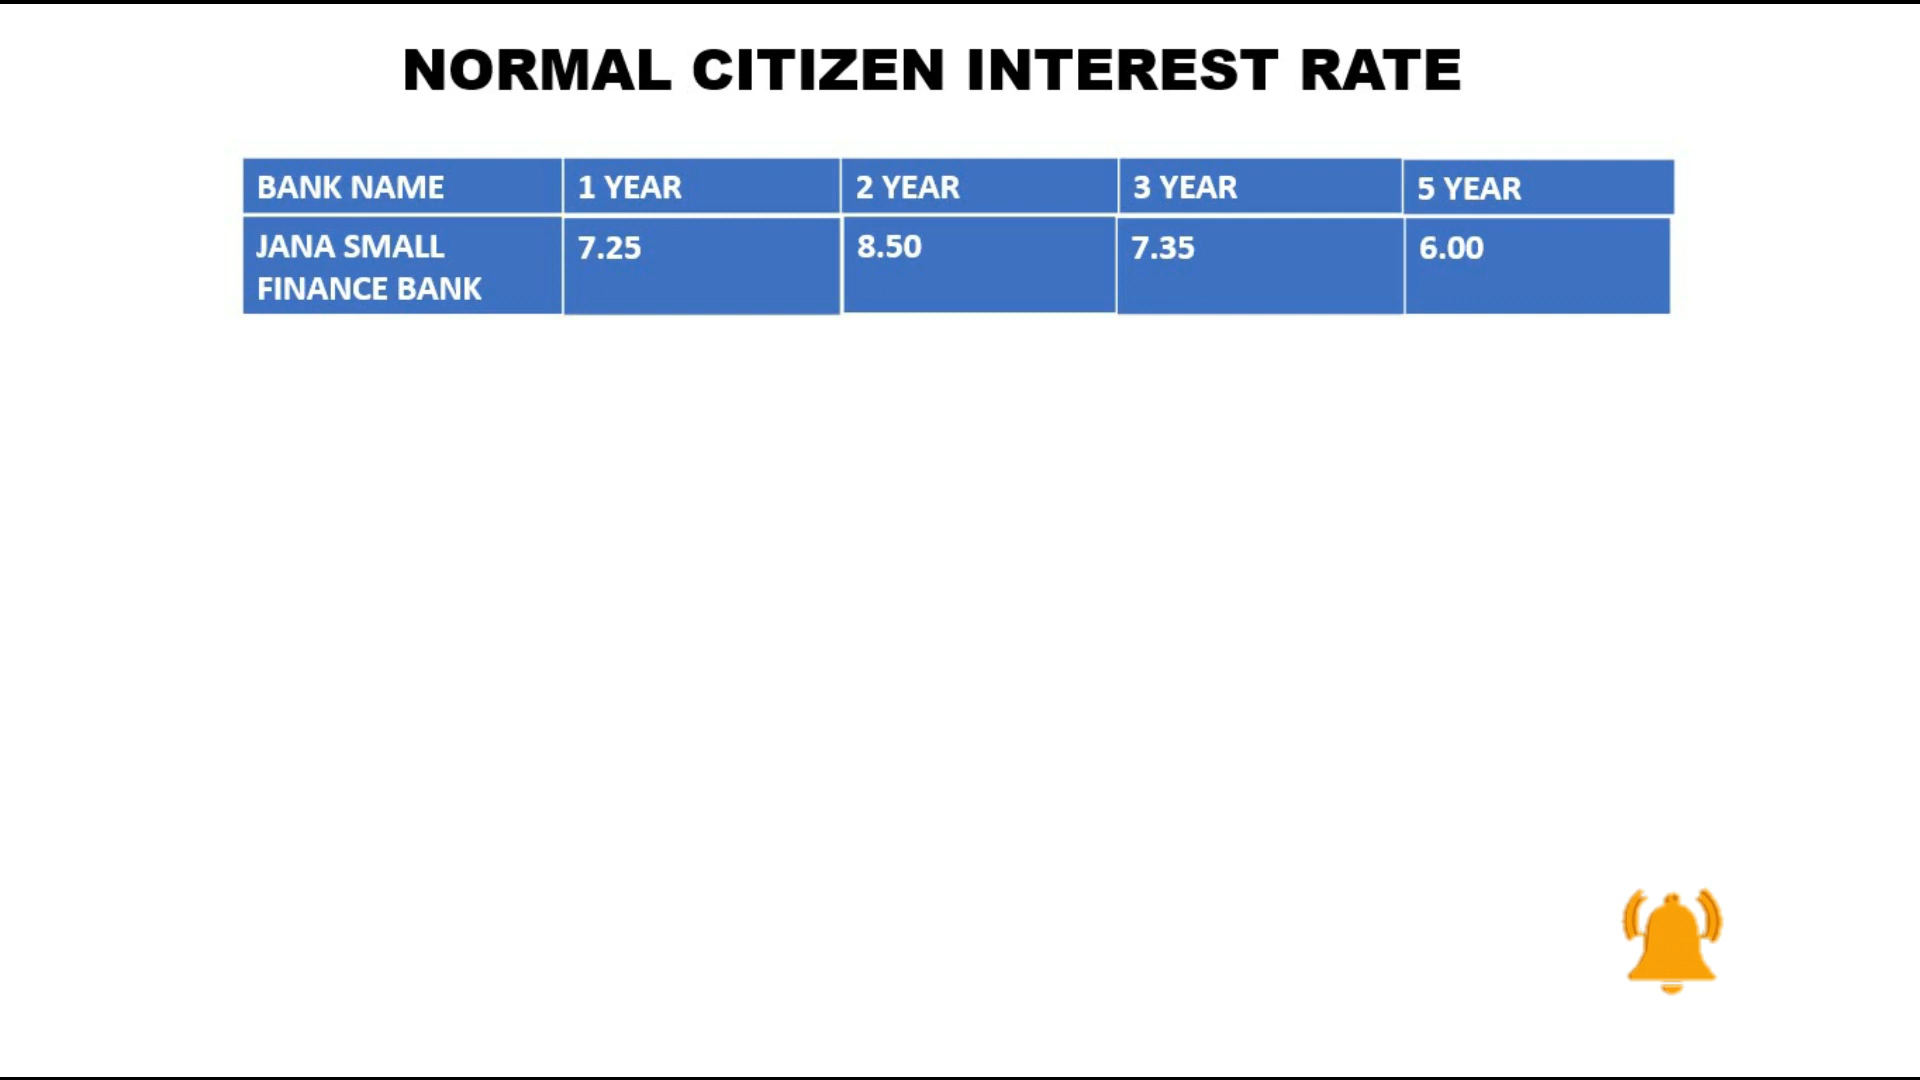 NORMAL CITIZEN INTEREST RATE
BANK NAME 1 YEAR 2 YEAR 3 YEAR 5 YEAR
JANA SMALL 7.25 8.50 7.35 6.00
FINANCE BANK